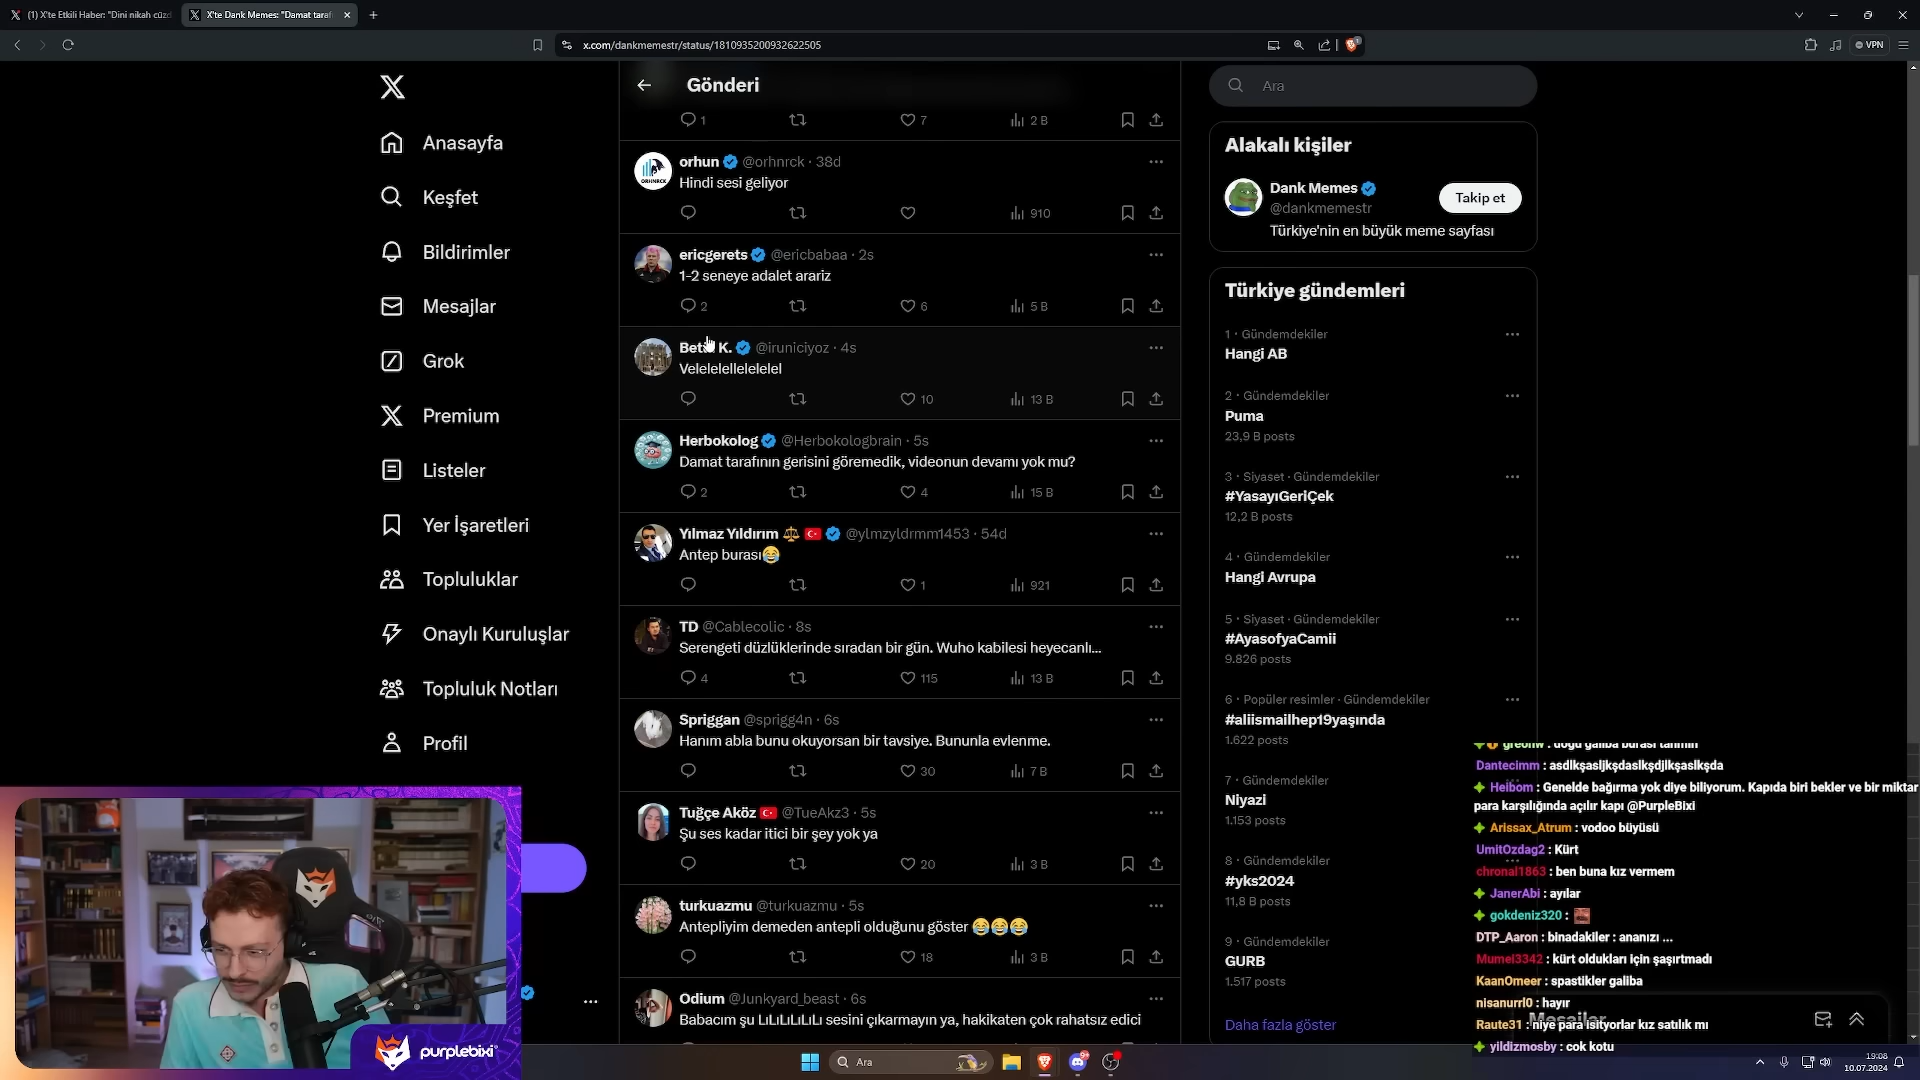 (1) X'te Etkili Haber: "Dini nikah cüzd
X'te Dank Memes: "Damat taraf
x.com/dankmemestr/status/1810935200932622505
VPN
Anasayfa
Keşfet
Bildirimler
Mesajlar
Grok
Premium
Listeler
Yer İşaretleri
Topluluklar
Onaylı Kuruluşlar
Topluluk Notları
Profil
Gönderi
1 7 2 B
orhun @orhnrck · 38d
Hindi sesi geliyor
910
ericgerets @ericbabaa · 2s
1-2 seneye adalet arariz
2 6 5 B
K. @iruniciyoz · 4s
Velelelellelelelel
10 13 B
Herbokolog @Herbokologbrain · 5s
Damat tarafının gerisini göremedik, videonun devamı yok mu?
2 4 15 B
Yılmaz Yıldırım ⚖️ 🇹🇷 @ylmzyldrmm1453 · 54d
Antep burası😂
1 921
TD @Cablecolic · 8s
Serengeti düzlüklerinde sıradan bir gün. Wuho kabilesi heyecanlı...
4 115 13 B
Spriggan @sprigg4n · 6s
Hanım abla bunu okuyorsan bir tavsiye. Bununla evlenme.
30 7 B
Tuğçe Aköz 🇹🇷 @TueAkz3 · 5s
Şu ses kadar itici bir şey yok ya
20 3 B
turkuazmu @turkuazmu · 5s
Antepliyim demeden antepli olduğunu göster 😂😂😂
18 3 B
Odium @Junkyard_beast · 6s
Babacım şu LıLıLıLıLıLı sesini çıkarmayın ya, hakikaten çok rahatsız edici
Ara
Alakalı kişiler
Dank Memes
@dankmemestr
Takip et
Türkiye'nin en büyük meme sayfası
Türkiye gündemleri
1 · Gündemdekiler
Hangi AB
2 · Gündemdekiler
Puma
23,9 B posts
3 · Siyaset · Gündemdekiler
#YasayıGeriÇek
12,2 B posts
4 · Gündemdekiler
Hangi Avrupa
5 · Siyaset · Gündemdekiler
#AyasofyaCamii
9.826 posts
6 · Popüler resimler · Gündemdekiler
#aliismailhep19yaşında
1.622 posts
7 · Gündemdekiler
Niyazi
1.153 posts
8 · Gündemdekiler
#yks2024
11,8 B posts
9 · Gündemdekiler
GURB
1.517 posts
Daha fazla göster
Mesajlar
greonw : doğu galiba burası tahmin
Dantecimm : asdlkşasljkşdaslkşdjlkşaslkşda
Heibom : Genelde bağırma yok diye biliyorum. Kapıda biri bekler ve bir miktar
para karşılığında açılır kapı @PurpleBixi
Arissax_Atrum : vodoo büyüsü
UmitOzdag2 : Kürt
chronal1863 : ben buna kız vermem
JanerAbi : ayılar
gokdeniz320 :
DTP_Aaron : binadakiler : ananızı ...
Mumei3342 : kürt oldukları için şaşırtmadı
KaanOmeer : spastikler galiba
nisanurrl0 : hayır
Raute31 : niye para isityorlar kız satılık mı
yildizmosby : cok kotu
purplebixi
Ara
19:08
10.07.2024